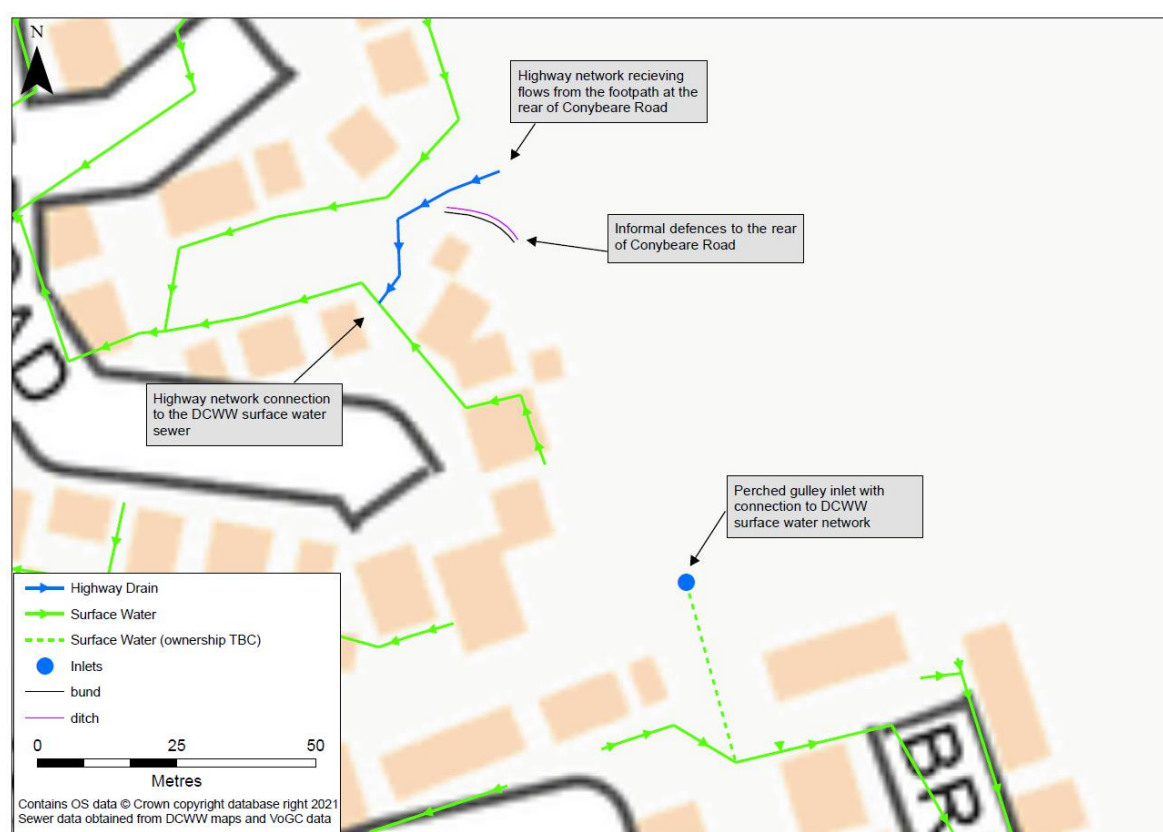 N
Highway network recieving
flows from the footpath at the
rear of Conybeare Road
Informal defences to the rear
of Conybeare Road
AD
Highway network connection
to the DCWW surface water
sewer
Perched gulley inlet with
connection to DCWW
surface water network
Highway Drain
Surface Water
Surface Water (ownership TBC)
Inlets
bund
ditch
0 25 50
Metres
Contains OS data © Crown copyright database right 2021
Sewer data obtained from DCWW maps and VoGC data
BR